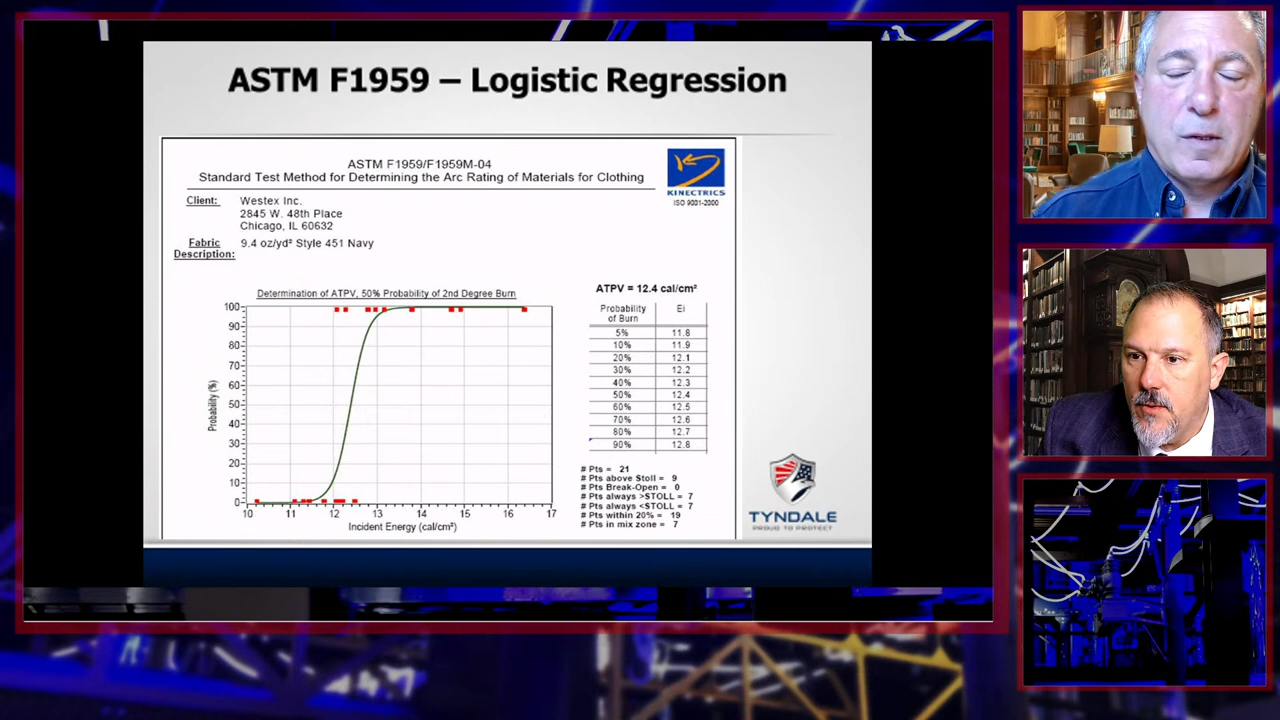 ASTM F1959 – Logistic Regression
ASTM F1959/F1959M-04
Standard Test Method for Determining the Arc Rating of Materials for Clothing
KINECTRICS
ISO 9001-2000
Client: Westex Inc.
2845 W. 48th Place
Chicago, IL 60632
Fabric Description: 9.4 oz/yd² Style 451 Navy
Determination of ATPV, 50% Probability of 2nd Degree Burn
Probability (%)
100
90
80
70
60
50
40
30
20
10
0
10 11 12 13 14 15 16 17
Incident Energy (cal/cm²)
ATPV = 12.4 cal/cm²
Probability of Burn Ei
5% 11.8
10% 11.9
20% 12.1
30% 12.2
40% 12.3
50% 12.4
60% 12.5
70% 12.6
80% 12.7
90% 12.8
# Pts = 21
# Pts above Stoll = 9
# Pts Break-Open = 0
# Pts always >STOLL = 7
# Pts always <STOLL = 7
# Pts within 20% = 19
# Pts in mix zone = 7
TYNDALE
PROUD TO PROTECT